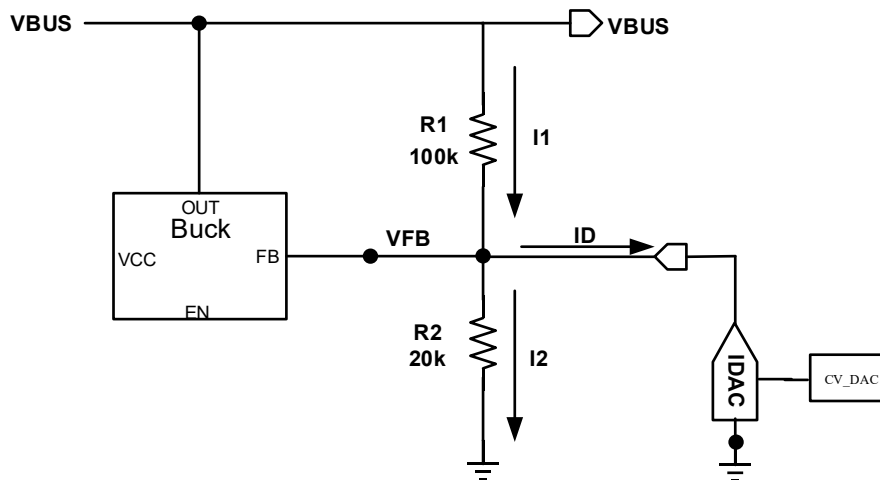 VBUS
VBUS
R1
100k
I1
OUT
Buck
VCC
FB
EN
VFB
ID
R2
20k
I2
IDAC
CV_DAC